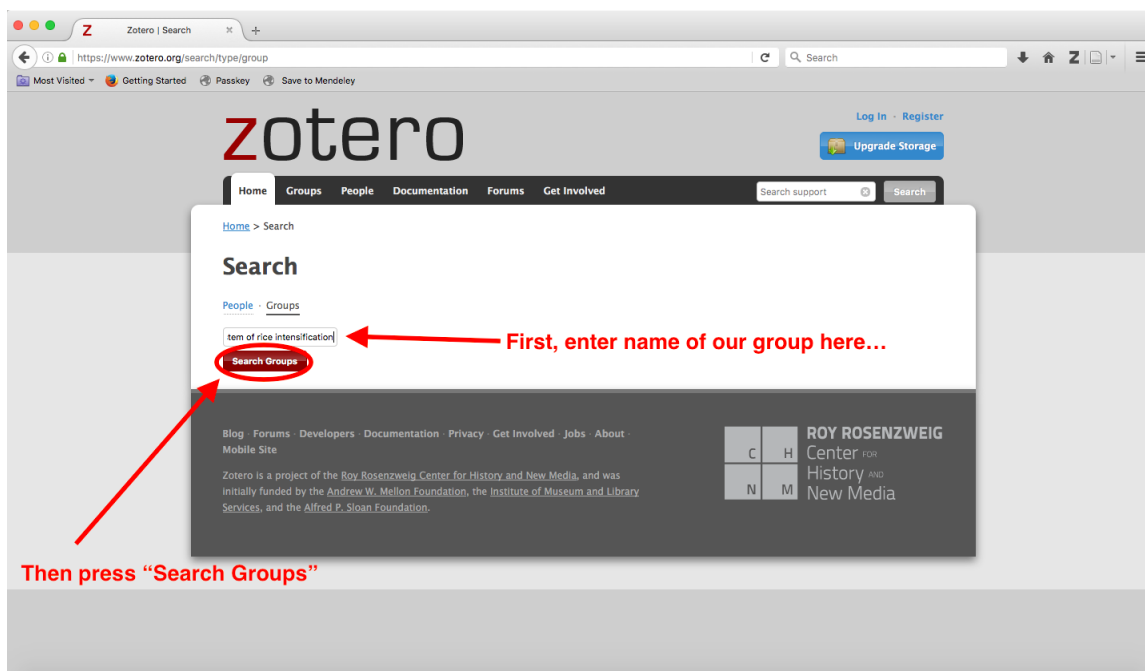 Z Zotero | Search
https://www.zotero.org/search/type/group
Search
Z
Most Visited
Getting Started
Passkey
Save to Mendeley
zotero
Log In · Register
Upgrade Storage
Home Groups People Documentation Forums Get Involved
Search support
Search
Home > Search
Search
People · Groups
tem of rice intensification
First, enter name of our group here...
Search Groups
Blog · Forums · Developers · Documentation · Privacy · Get Involved · Jobs · About ·
Mobile Site
Zotero is a project of the Roy Rosenzweig Center for History and New Media, and was
initially funded by the Andrew W. Mellon Foundation, the Institute of Museum and Library
Services, and the Alfred P. Sloan Foundation.
C H
N M
ROY ROSENZWEIG
Center FOR
History AND
New Media
Then press “Search Groups”